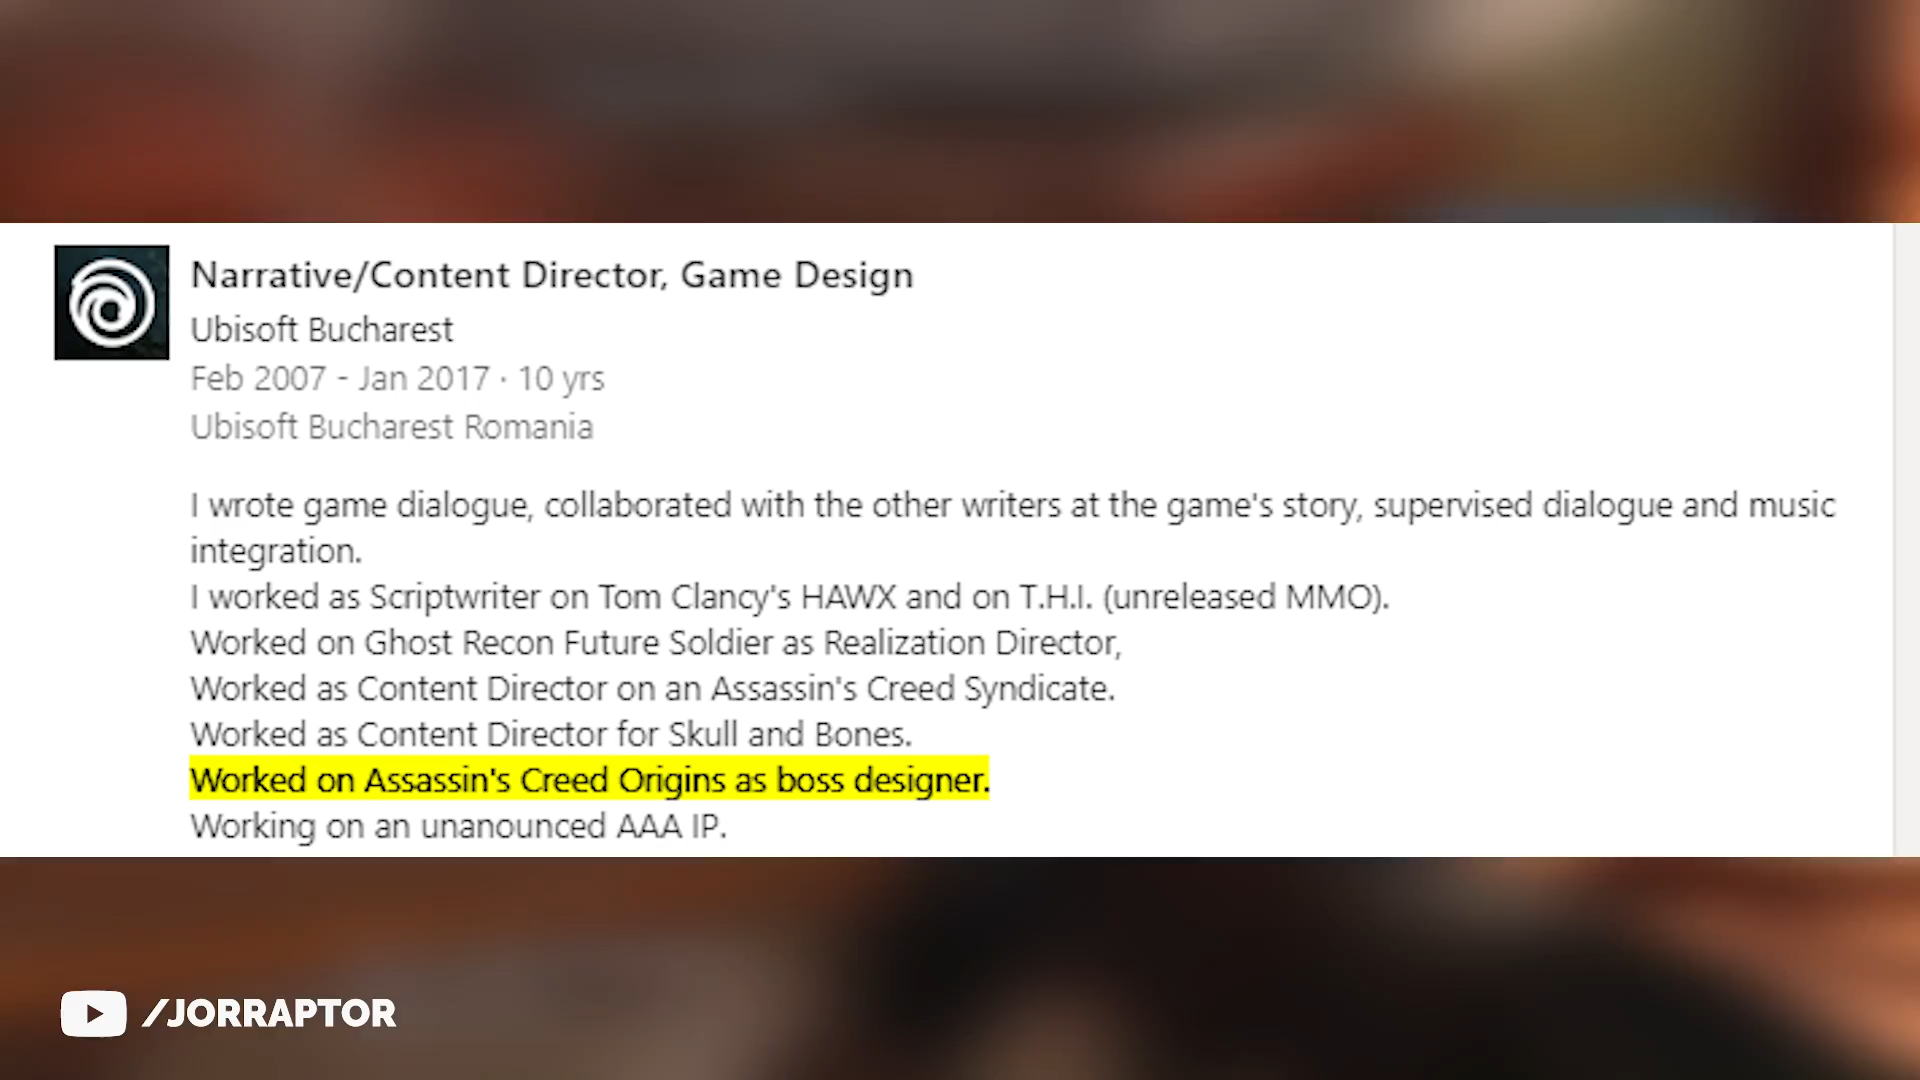 Narrative/Content Director, Game Design
Ubisoft Bucharest
Feb 2007 - Jan 2017 · 10 yrs
Ubisoft Bucharest Romania
I wrote game dialogue, collaborated with the other writers at the game's story, supervised dialogue and music
integration.
I worked as Scriptwriter on Tom Clancy's HAWX and on T.H.I. (unreleased MMO).
Worked on Ghost Recon Future Soldier as Realization Director,
Worked as Content Director on an Assassin's Creed Syndicate.
Worked as Content Director for Skull and Bones.
Worked on Assassin's Creed Origins as boss designer.
Working on an unanounced AAA IP.
/JORRAPTOR